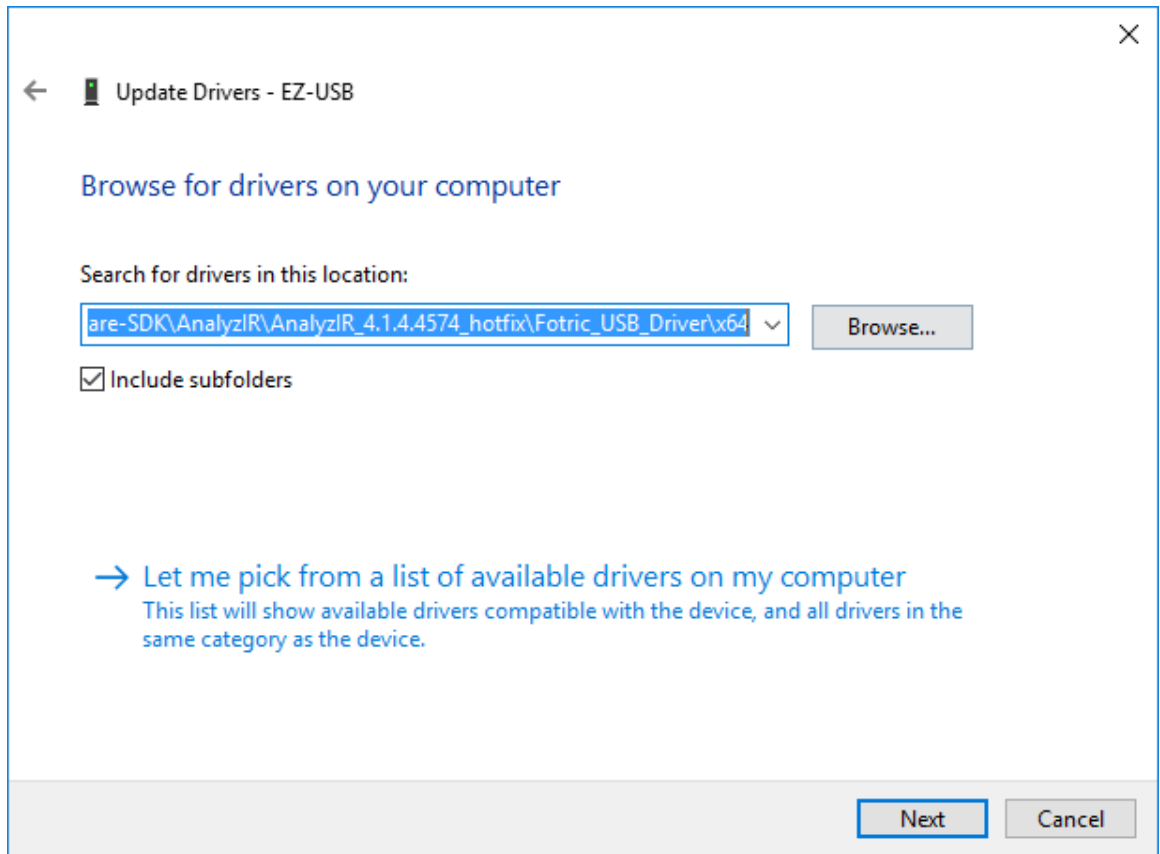 Update Drivers - EZ-USB
Browse for drivers on your computer
Search for drivers in this location:
are-SDK\AnalyzIR\AnalyzIR_4.1.4.4574_hotfix\Fotric_USB_Driver\x64
Browse...
Include subfolders
Let me pick from a list of available drivers on my computer
This list will show available drivers compatible with the device, and all drivers in the
same category as the device.
Next
Cancel